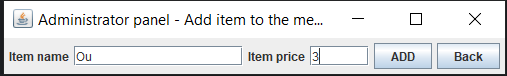 Administrator panel - Add item to the me...
Item name Ou Item price 3 ADD Back